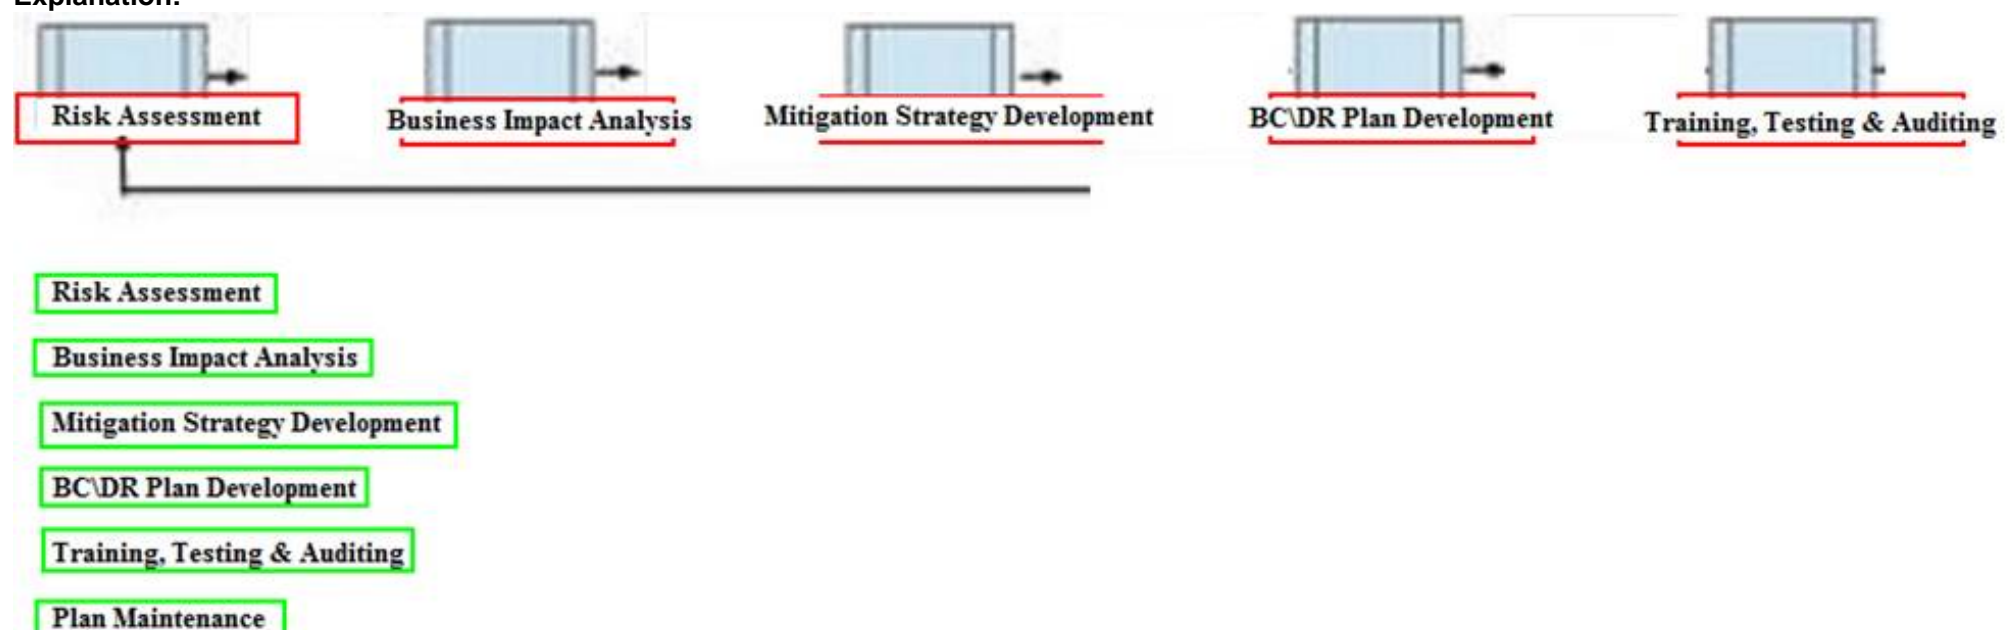 Explanation:
Risk Assessment
Business Impact Analysis
Mitigation Strategy Development
BC\DR Plan Development
Training, Testing & Auditing
Risk Assessment
Business Impact Analysis
Mitigation Strategy Development
BC\DR Plan Development
Training, Testing & Auditing
Plan Maintenance